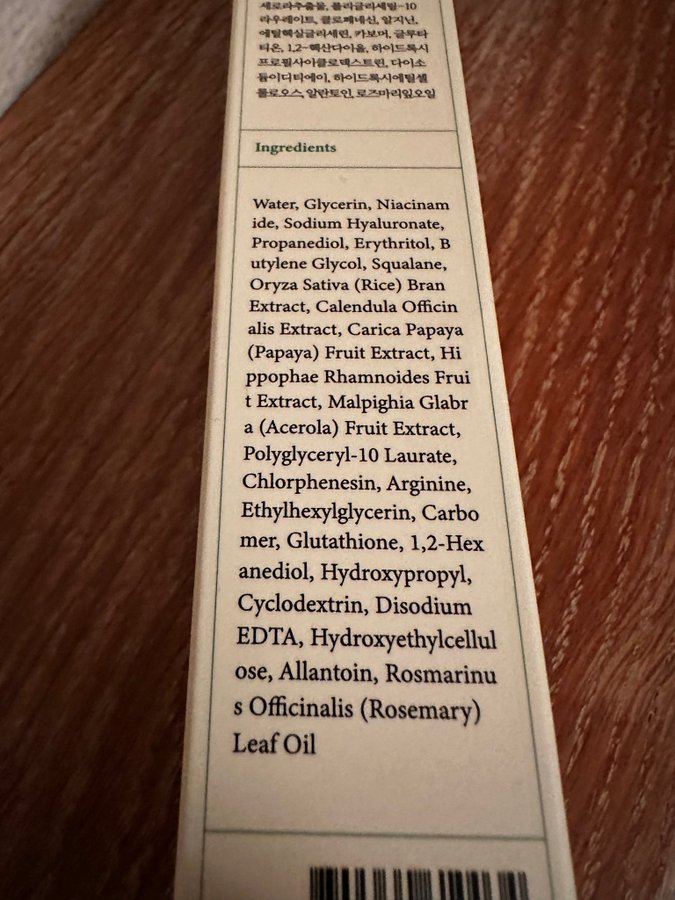 세로라추출물, 폴리글리세릴-10
라우레이트, 클로페네신, 알지닌,
에틸헥실글리세린, 카보머, 글루타
티온, 1,2-헥산다이올, 하이드록시
프로필사이클로덱스트린, 다이소
듐이디티에이, 하이드록시에틸셀
룰로오스, 알란토인, 로즈마리잎오일
Ingredients
Water, Glycerin, Niacinam
ide, Sodium Hyaluronate,
Propanediol, Erythritol, B
utylene Glycol, Squalane,
Oryza Sativa (Rice) Bran
Extract, Calendula Officin
alis Extract, Carica Papaya
(Papaya) Fruit Extract, Hi
ppophae Rhamnoides Frui
t Extract, Malpighia Glabr
a (Acerola) Fruit Extract,
Polyglyceryl-10 Laurate,
Chlorphenesin, Arginine,
Ethylhexylglycerin, Carbo
mer, Glutathione, 1,2-Hex
anediol, Hydroxypropyl,
Cyclodextrin, Disodium
EDTA, Hydroxyethylcellul
ose, Allantoin, Rosmarinu
s Officinalis (Rosemary)
Leaf Oil